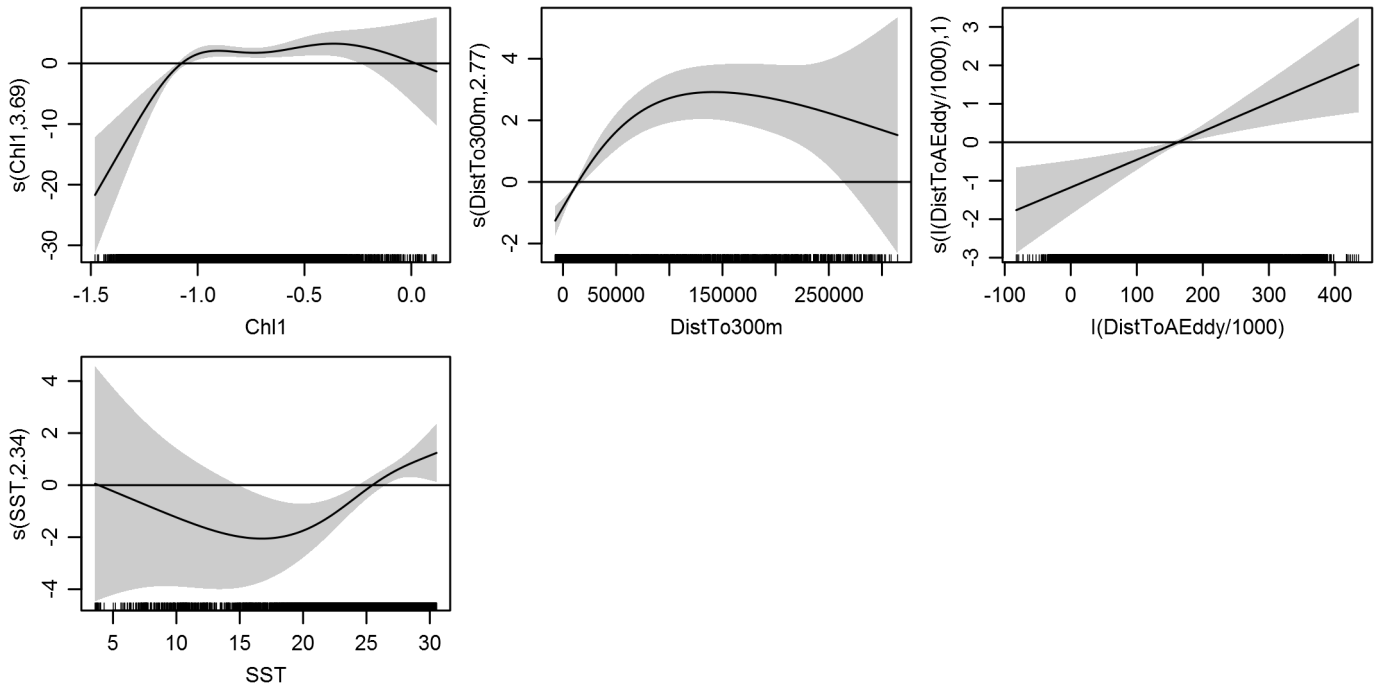 s(Chl1,3.69)
0
-10
-20
-30
-1.5 -1.0 -0.5 0.0
Chl1
s(DistTo300m,2.77)
4
2
0
-2
0 50000 150000 250000
DistTo300m
s(I(DistToAEddy/1000),1)
3
2
1
0
-1
-2
-3
-100 0 100 200 300 400
I(DistToAEddy/1000)
s(SST,2.34)
4
2
0
-2
-4
5 10 15 20 25 30
SST